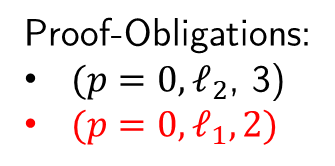 Proof-Obligations:
• (p = 0, ℓ₂, 3)
• (p = 0, ℓ₁, 2)